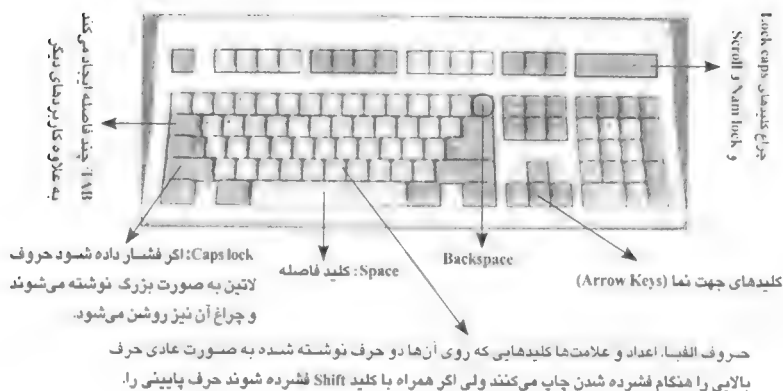 چراغ کلیدهای Lock caps
و Nam lock و Scroll
TAB: چند فاصله ایجاد می‌کند
به علاوه کاربردهای دیگر
Caps lock: اگر فشار داده شود حروف
لاتین به صورت بزرگ نوشته می‌شوند
و چراغ آن نیز روشن می‌شود.
Space: کلید فاصله
Backspace
کلیدهای جهت نما (Arrow Keys)
حروف الفبا، اعداد و علامت‌ها کلیدهایی که روی آن‌ها دو حرف نوشته شده به صورت عادی حرف
بالایی را هنگام فشرده شدن چاپ می‌کنند ولی اگر همراه با کلید Shift فشرده شوند حرف پایینی را.